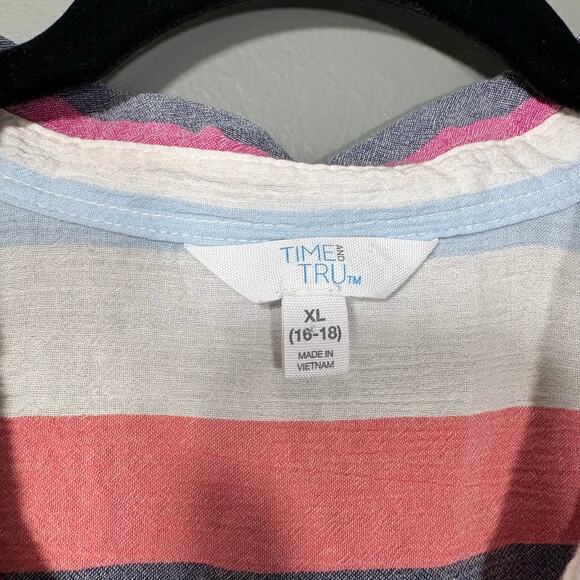 TIME AND
TRU™
XL
(16-18)
MADE IN
VIETNAM